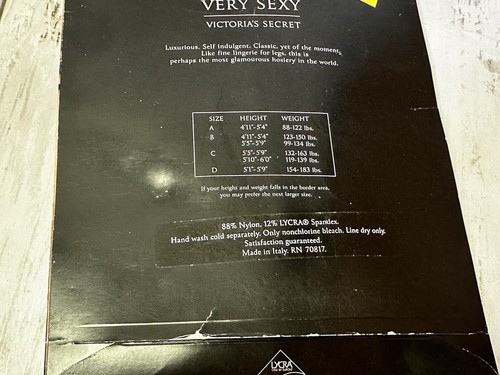 VERY SEXY
VICTORIA'S SECRET
Luxurious. Self indulgent. Classic, yet of the moment.
Like fine lingerie for legs, this is
perhaps the most glamourous hosiery in the world.
SIZE HEIGHT WEIGHT
A 4'11"-5'4" 88-122 lbs.
B 4'11"-5'4" 123-150 lbs.
5'5"-5'9" 99-134 lbs.
C 5'5"-5'9" 132-163 lbs.
5'10"-6'0" 119-139 lbs.
D 5'1"-5'9" 154-183 lbs.
If your height and weight falls in the border area,
you may prefer the next larger size.
88% Nylon, 12% LYCRA® Spandex.
Hand wash cold separately. Only nonchlorine bleach. Line dry only.
Satisfaction guaranteed.
Made in Italy. RN 70817.
LYCRA